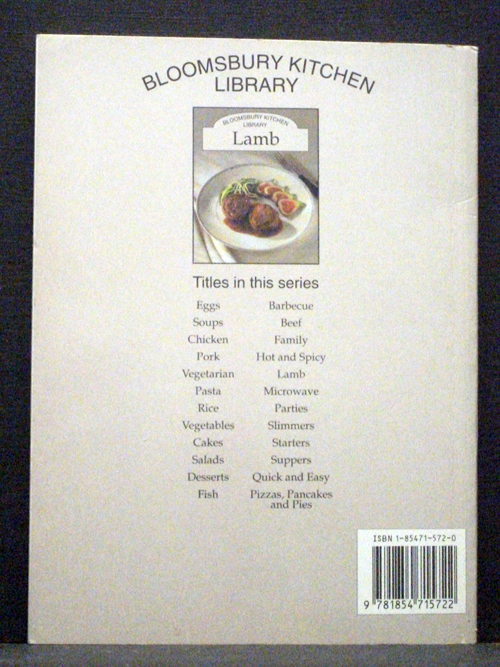 BLOOMSBURY KITCHEN
LIBRARY
BLOOMSBURY KITCHEN
LIBRARY
Lamb
Titles in this series
Eggs
Soups
Chicken
Pork
Vegetarian
Pasta
Rice
Vegetables
Cakes
Salads
Desserts
Fish
Barbecue
Beef
Family
Hot and Spicy
Lamb
Microwave
Parties
Slimmers
Starters
Suppers
Quick and Easy
Pizzas, Pancakes
and Pies
ISBN 1-85471-572-0
9 781854 715722